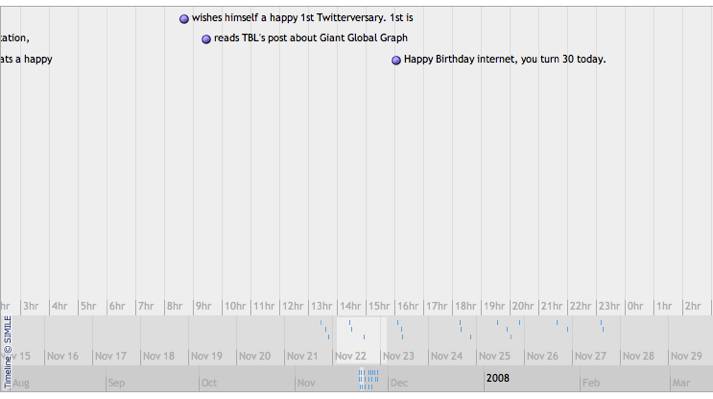 wishes himself a happy 1st Twitterversary. 1st is
ation, reads TBL's post about Giant Global Graph
ats a happy Happy Birthday internet, you turn 30 today.
hr 3hr 4hr 5hr 6hr 7hr 8hr 9hr 10hr 11hr 12hr 13hr 14hr 15hr 16hr 17hr 18hr 19hr 20hr 21hr 22hr 23hr 0hr 1hr 2hr
15 Nov 16 Nov 17 Nov 18 Nov 19 Nov 20 Nov 21 Nov 22 Nov 23 Nov 24 Nov 25 Nov 26 Nov 27 Nov 28 Nov 29
Aug Sep Oct Nov Dec 2008 Feb Mar
Timeline © SIMILE